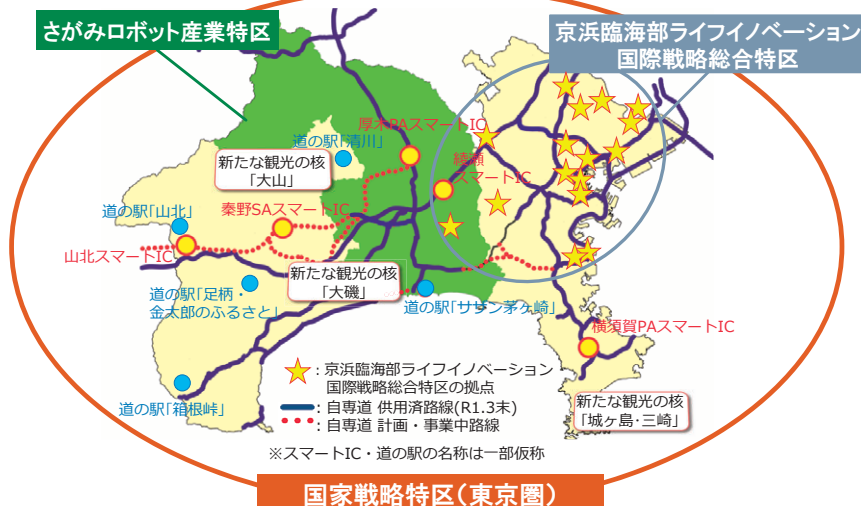 さがみロボット産業特区
京浜臨海部ライフイノベーション
国際戦略総合特区
厚木PAスマートIC
道の駅「清川」
綾瀬
スマートIC
新たな観光の核
「大山」
道の駅「山北」
秦野SAスマートIC
山北スマートIC
新たな観光の核
「大磯」
道の駅「足柄・
金太郎のふるさと」
道の駅「サザン茅ヶ崎」
横須賀PAスマートIC
：京浜臨海部ライフイノベーション
国際戦略総合特区の拠点
道の駅「箱根峠」
：自専道 供用済路線(R1.3末)
：自専道 計画・事業中路線
新たな観光の核
「城ヶ島・三崎」
※スマートIC・道の駅の名称は一部仮称
国家戦略特区（東京圏）